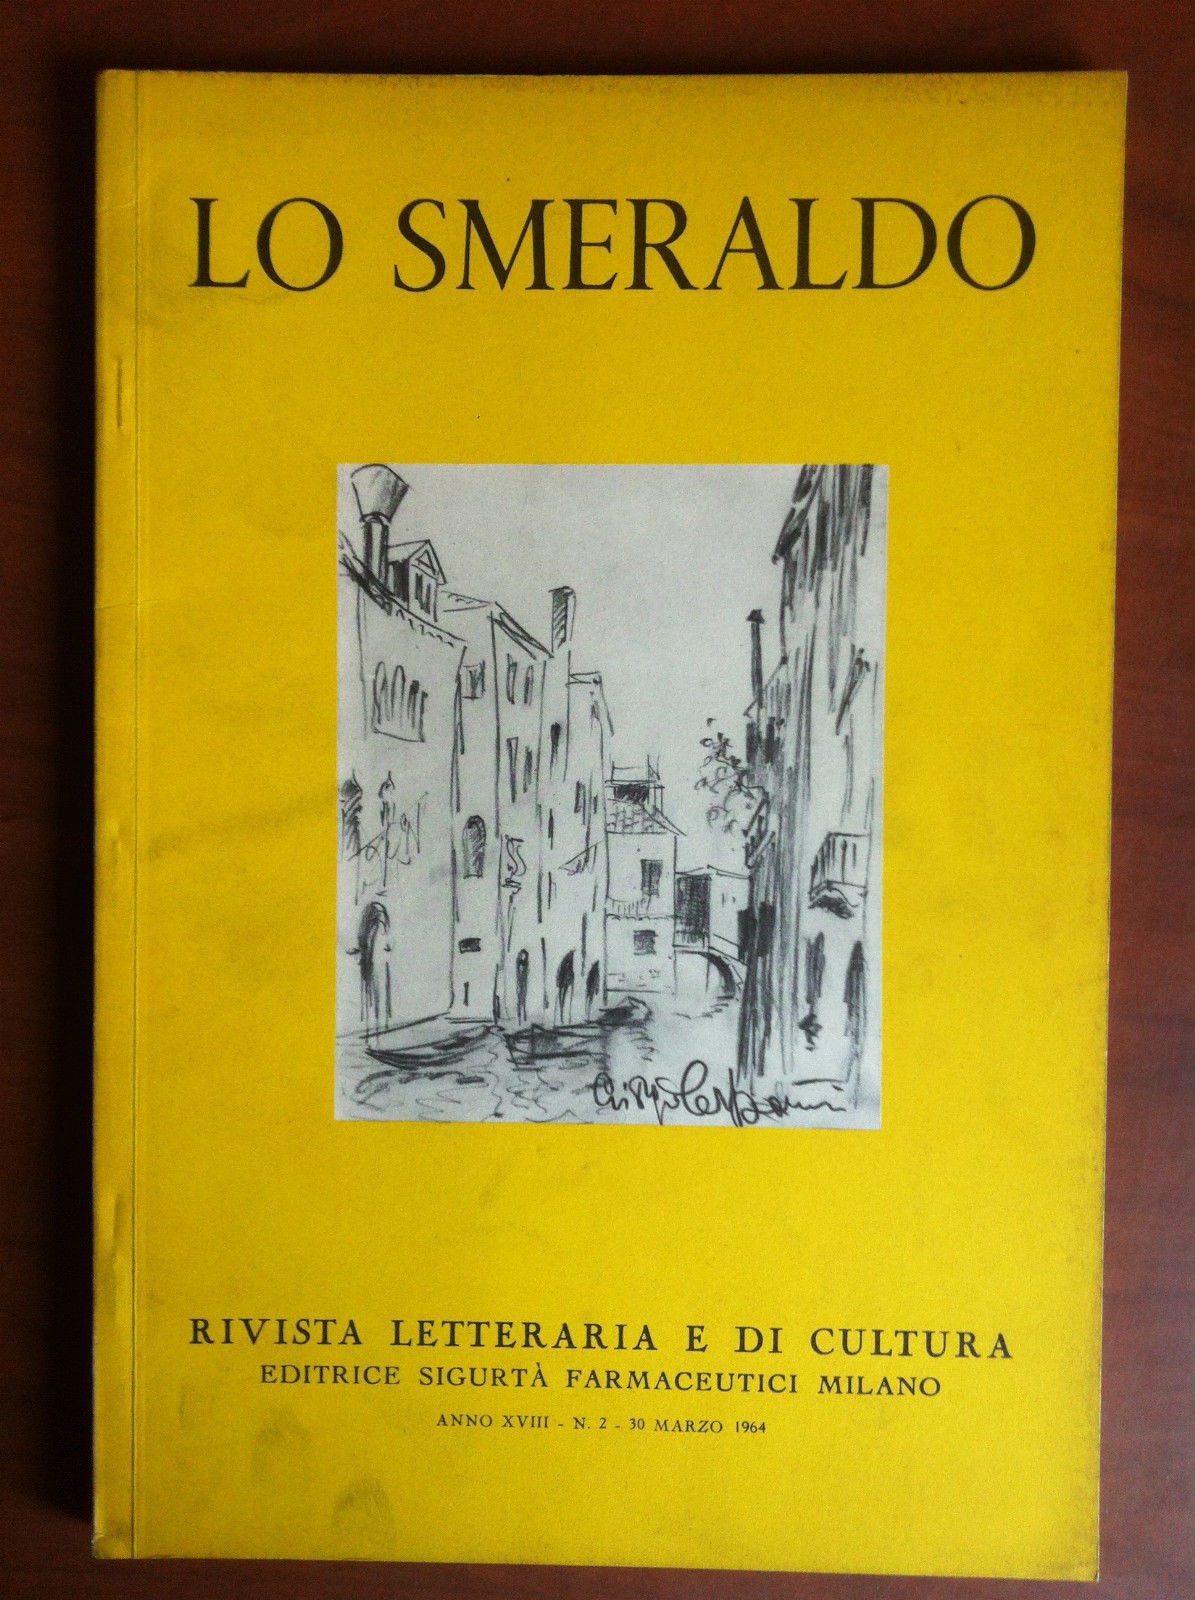 LO SMERALDO
RIVISTA LETTERARIA E DI CULTURA
EDITRICE SIGURTÀ FARMACEUTICI MILANO
ANNO XVIII - N. 2 - 30 MARZO 1964